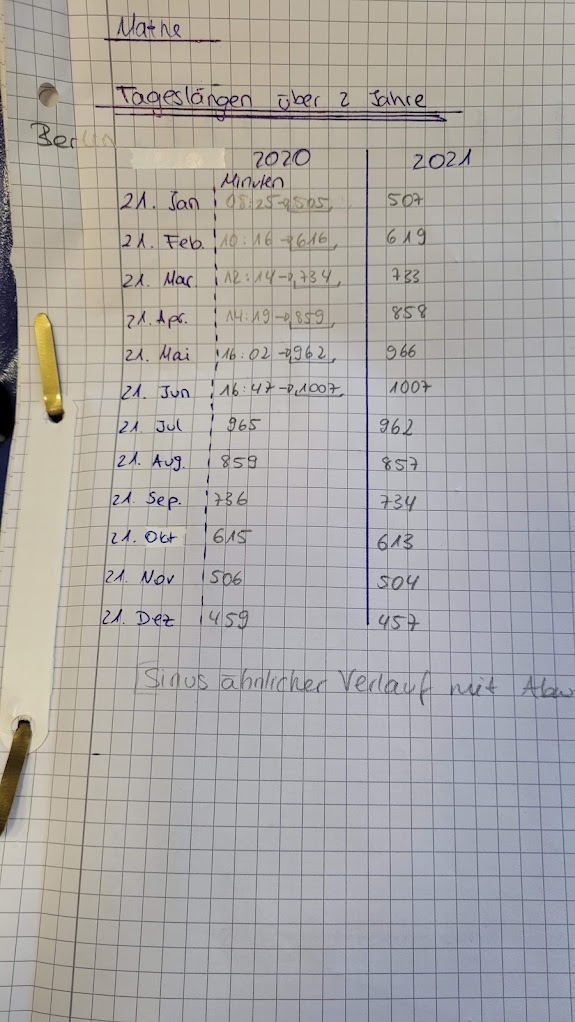 Mathe
Tageslängen über 2 Jahre
Berlin
2020 2021
Minuten
21. Jan 08:25→505 507
21. Feb. 10:16→616 619
21. Mar. 12:14→734 733
21. Apr. 14:19→859 858
21. Mai 16:02→962 966
21. Jun 16:47→1007 1007
21. Jul 965 962
21. Aug. 859 857
21. Sep. 736 734
21. Okt 615 613
21. Nov 506 504
21. Dez 459 457
Sinus ähnlicher Verlauf mit